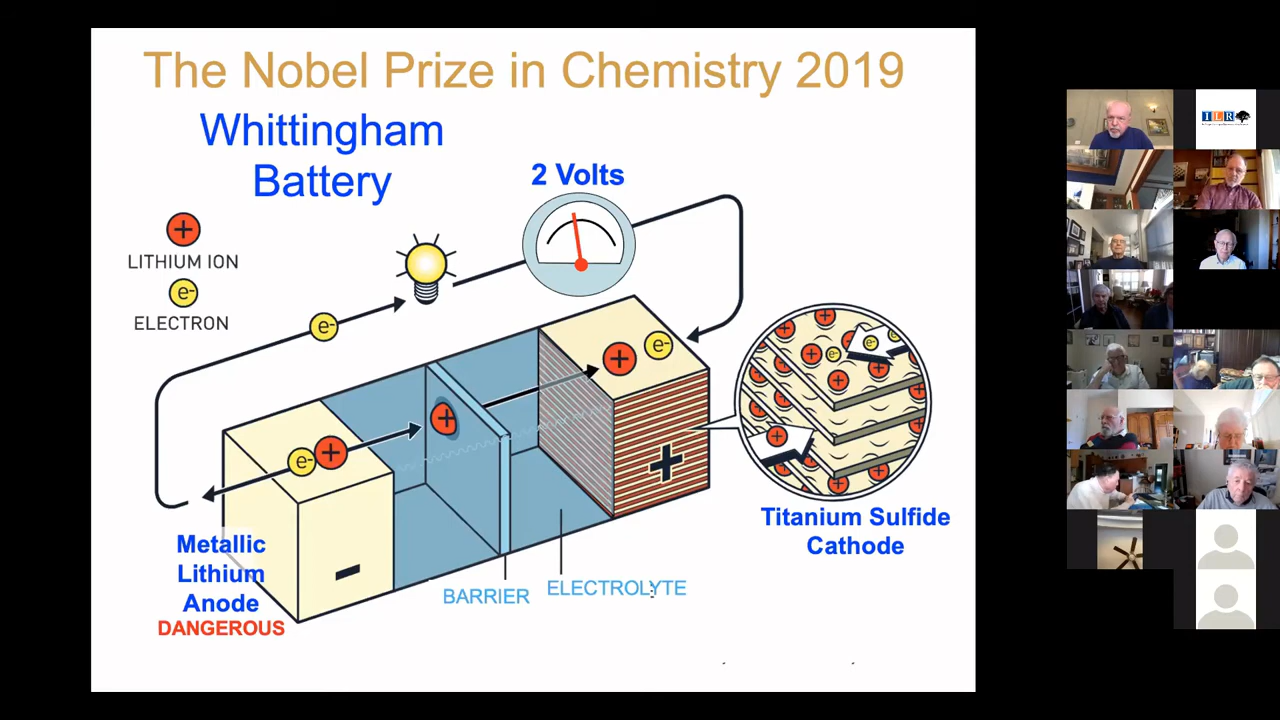 The Nobel Prize in Chemistry 2019
Whittingham
Battery
2 Volts
+
LITHIUM ION
e-
ELECTRON
e-
+
e-
+
e-
e- +
+
-
+
Titanium Sulfide
Cathode
Metallic
Lithium
Anode
DANGEROUS
BARRIER
ELECTROLYTE
ILR